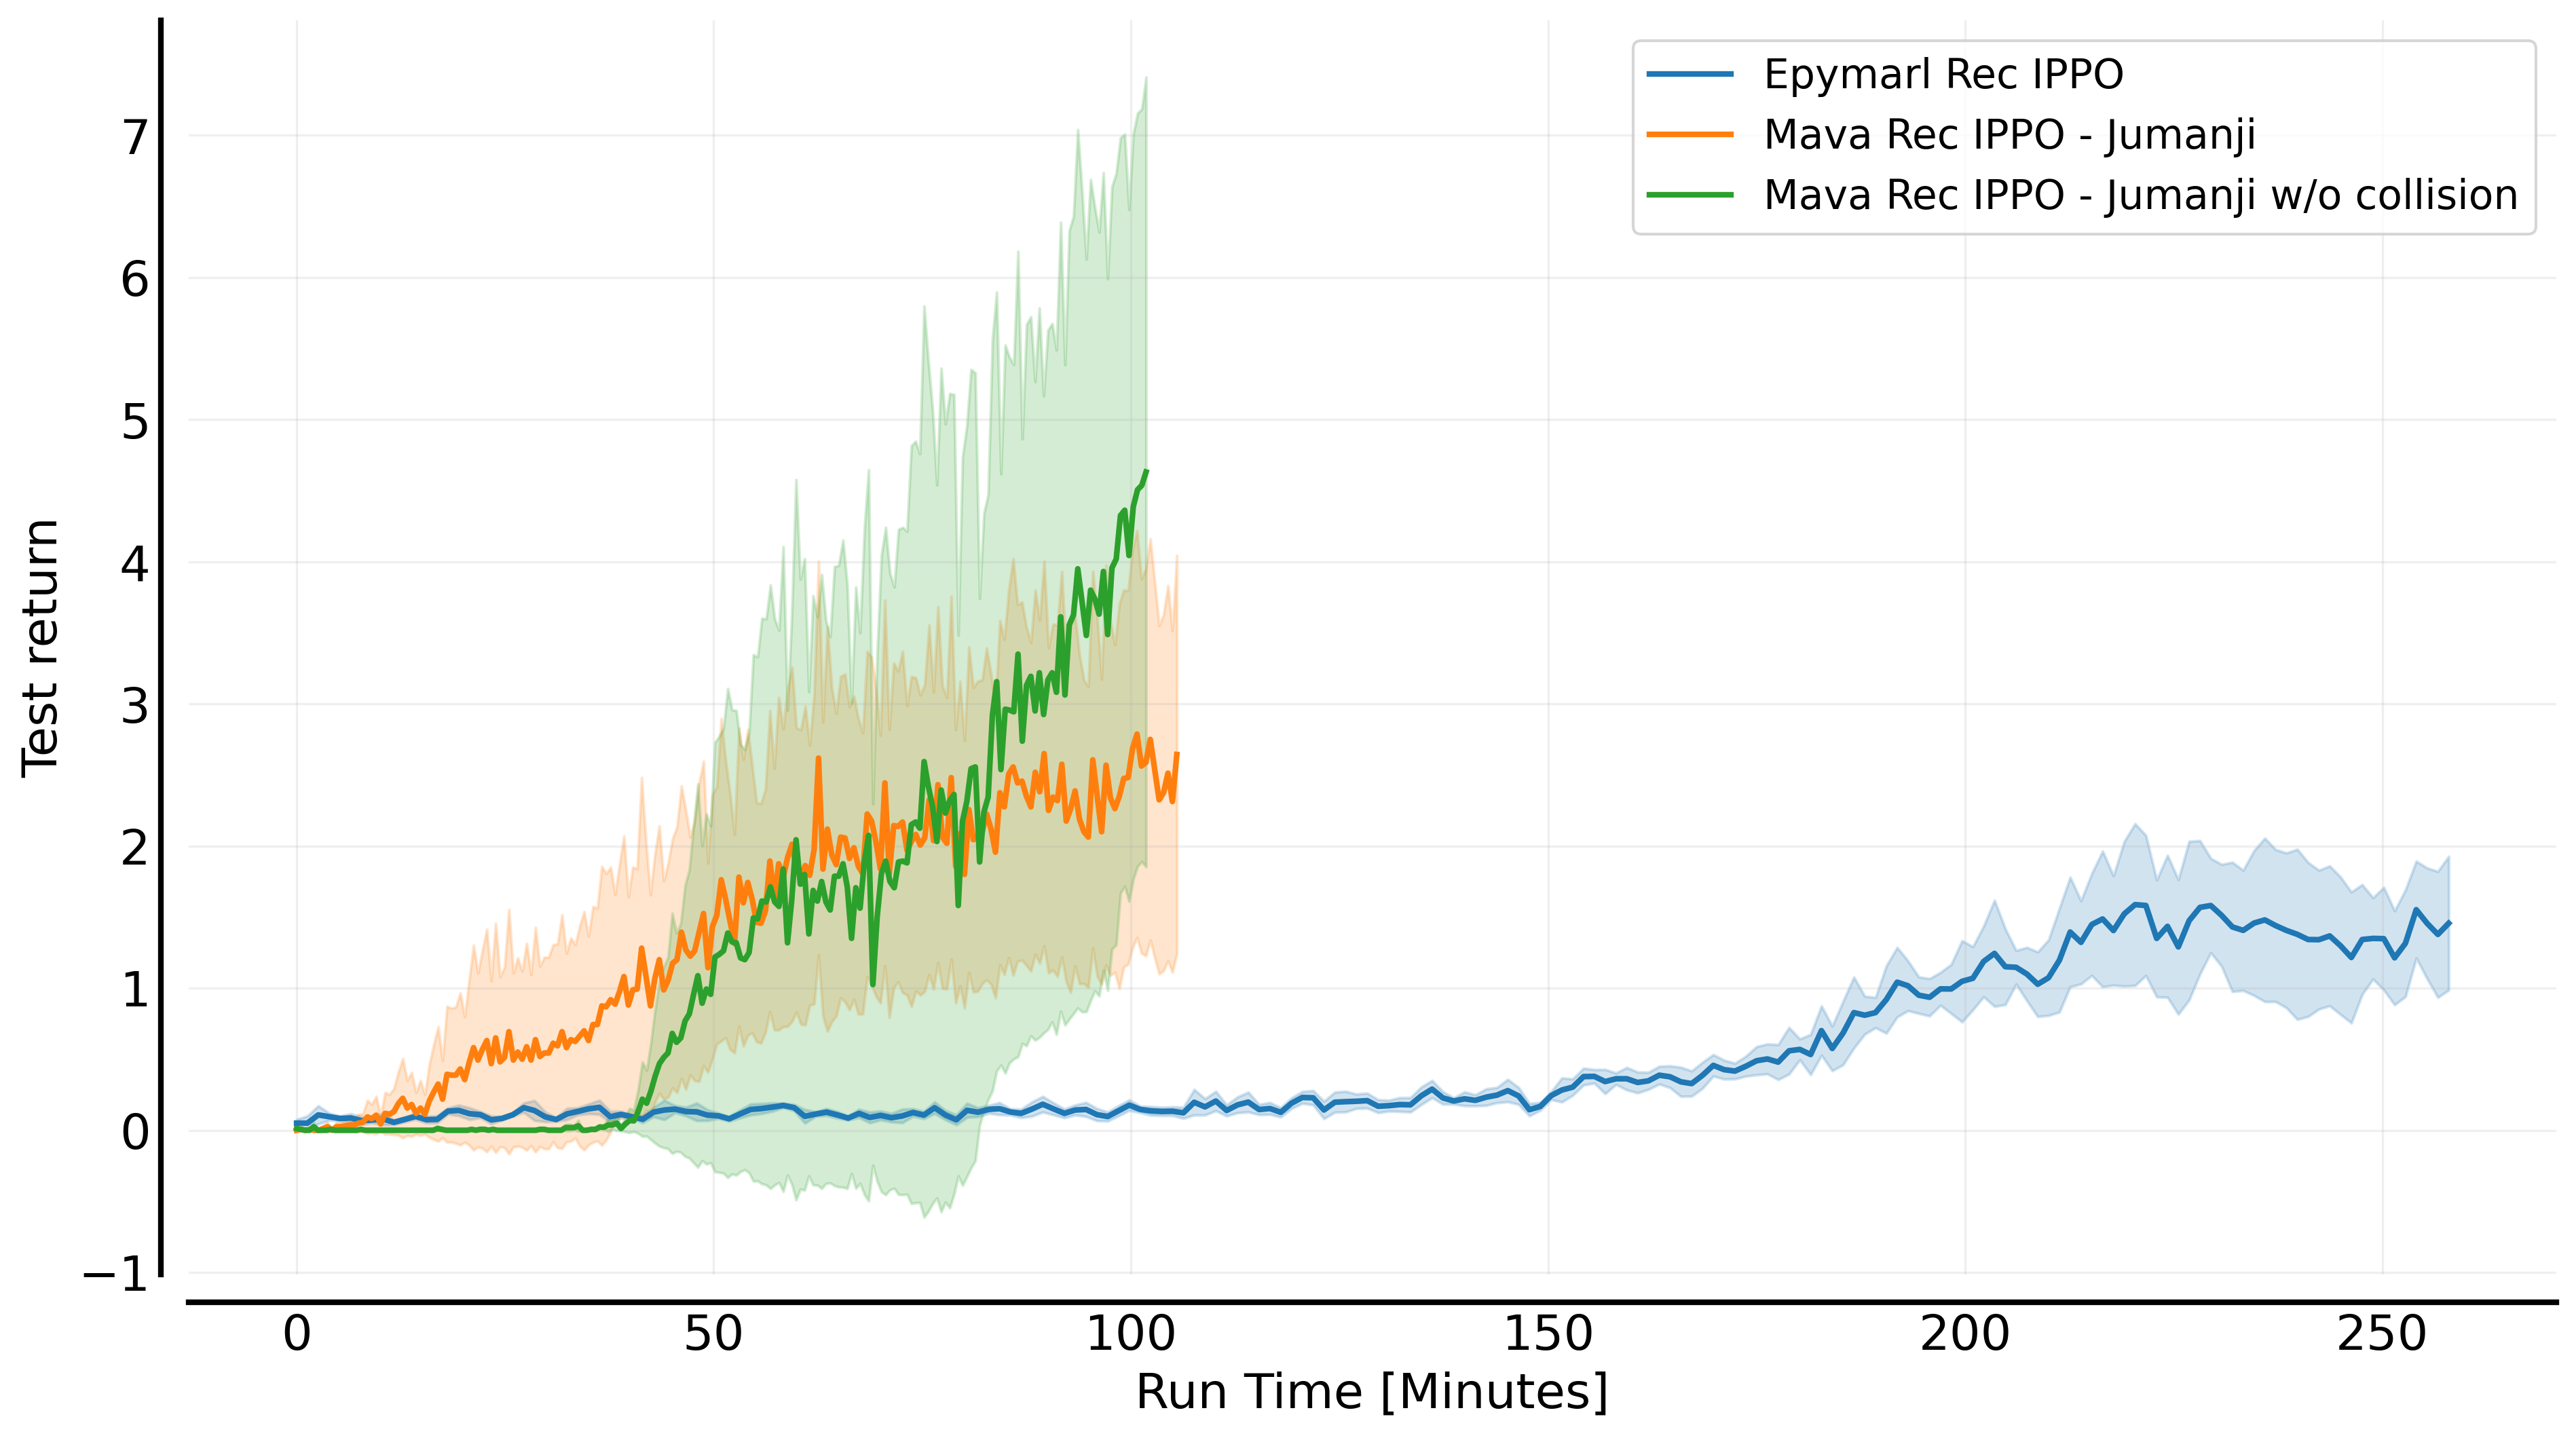 Epymarl Rec IPPO
Mava Rec IPPO - Jumanji
Mava Rec IPPO - Jumanji w/o collision
Test return
7
6
5
4
3
2
1
0
−1
0 50 100 150 200 250
Run Time [Minutes]